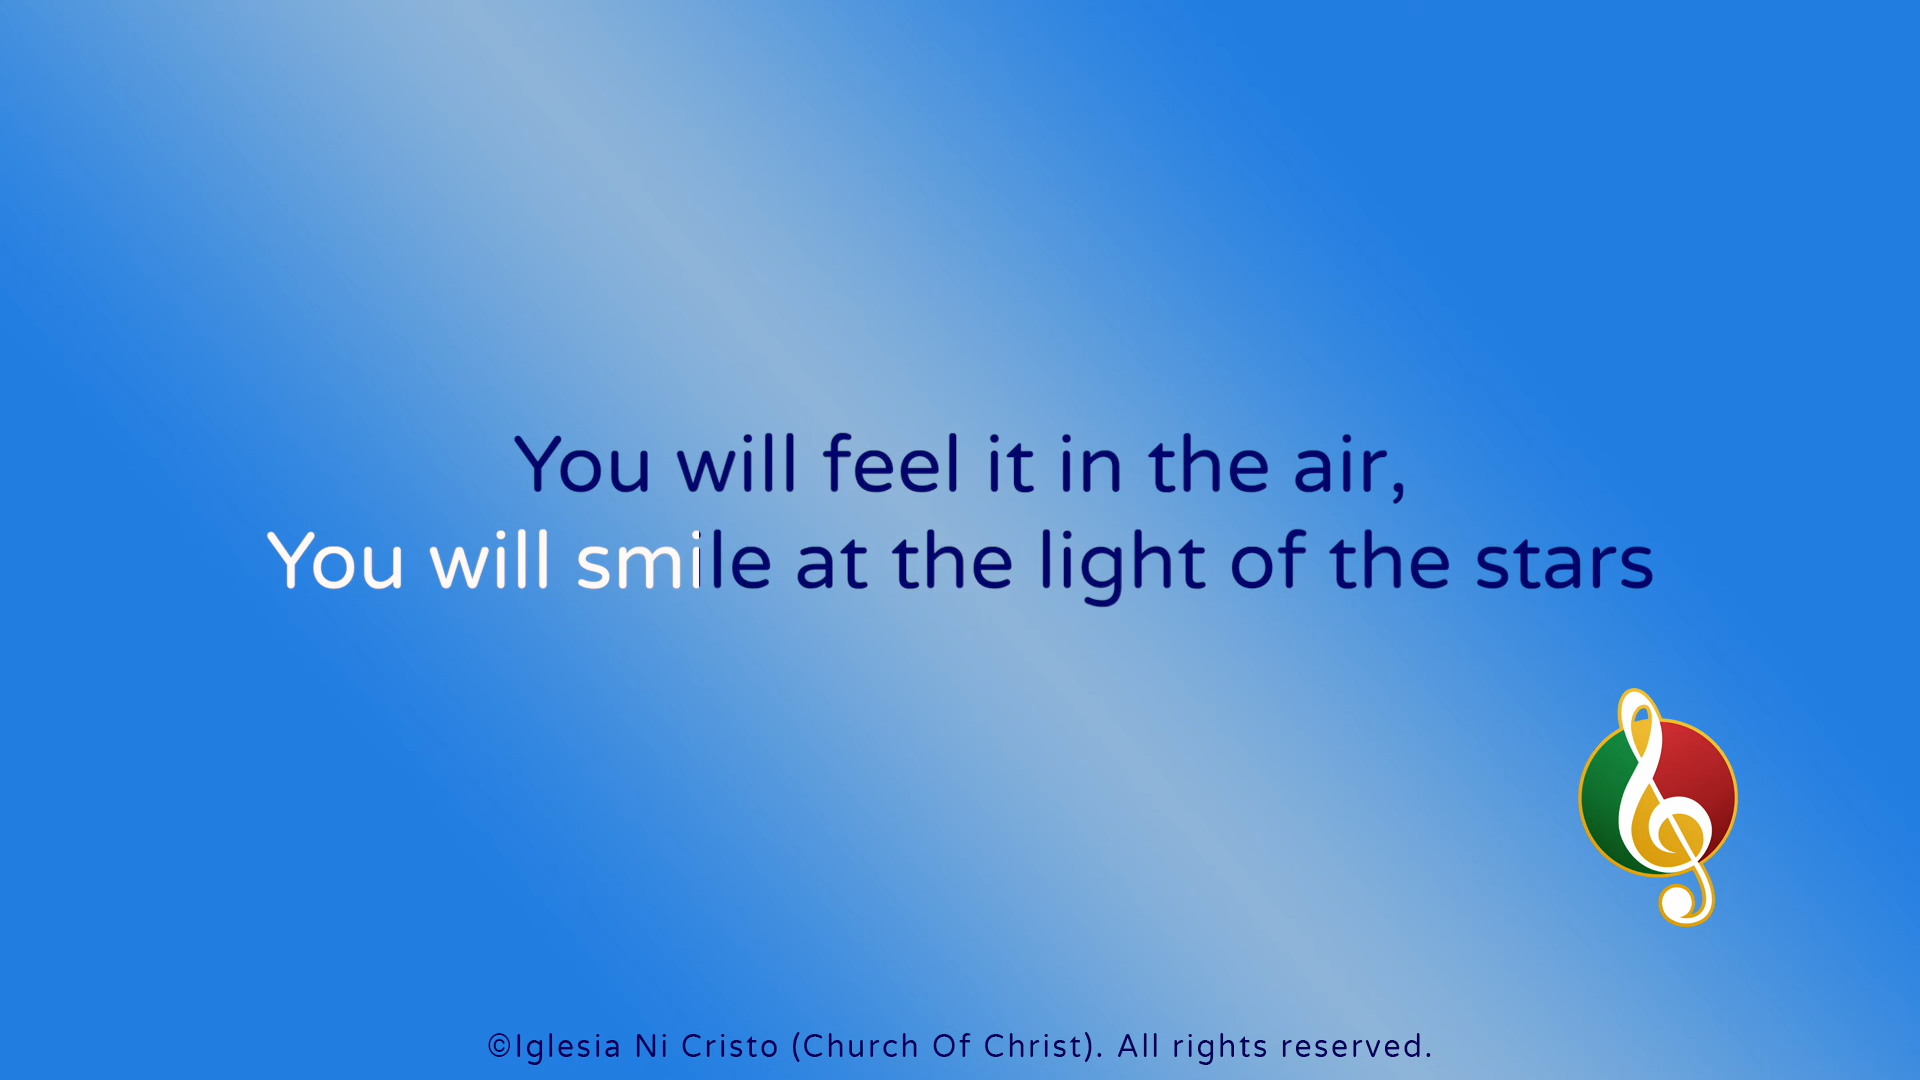 You will feel it in the air,
You will smile at the light of the stars
©Iglesia Ni Cristo (Church Of Christ). All rights reserved.